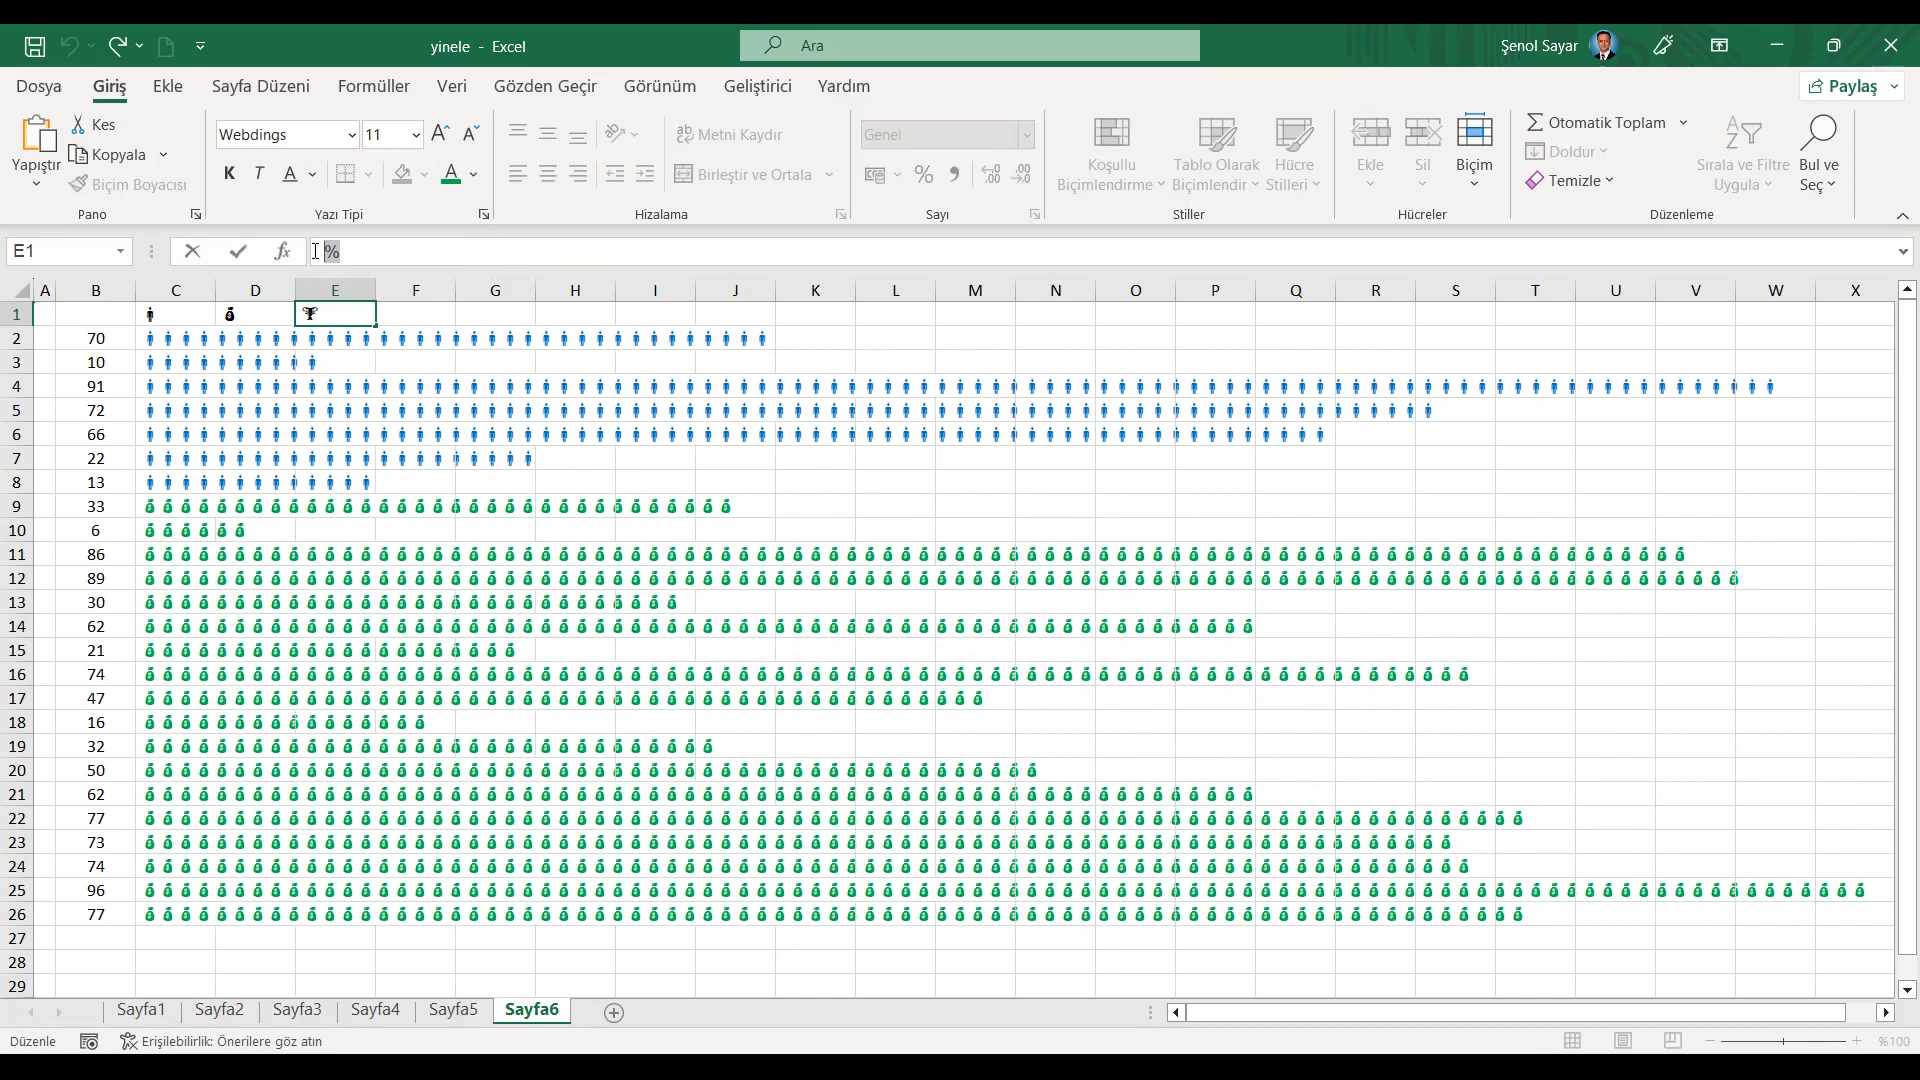 yinele - Excel
Ara
Şenol Sayar
Dosya Giriş Ekle Sayfa Düzeni Formüller Veri Gözden Geçir Görünüm Geliştirici Yardım
Paylaş
Yapıştır
Kes
Kopyala
Biçim Boyacısı
Pano
Webdings 11
K T A
Yazı Tipi
Metni Kaydır
Birleştir ve Ortala
Hizalama
Genel
Sayı
Koşullu Biçimlendirme
Tablo Olarak Biçimlendir
Hücre Stilleri
Stiller
Ekle
Sil
Biçim
Hücreler
Otomatik Toplam
Doldur
Temizle
Sırala ve Filtre Uygula
Bul ve Seç
Düzenleme
E1
fx
%
A B C D E F G H I J K L M N O P Q R S T U V W X
1
2 70
3 10
4 91
5 72
6 66
7 22
8 13
9 33
10 6
11 86
12 89
13 30
14 62
15 21
16 74
17 47
18 16
19 32
20 50
21 62
22 77
23 73
24 74
25 96
26 77
27
28
29
Sayfa1 Sayfa2 Sayfa3 Sayfa4 Sayfa5 Sayfa6
Düzenle
Erişilebilirlik: Önerilere göz atın
%100